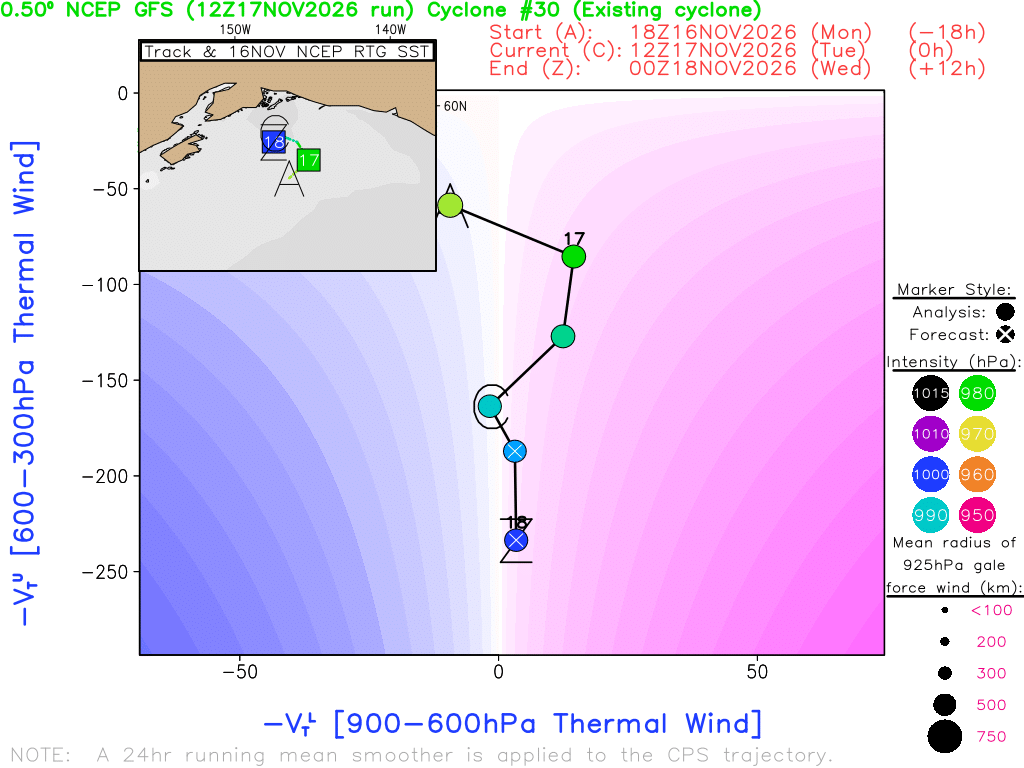 0.50° NCEP GFS (12Z17NOV2026 run) Cyclone #30 (Existing cyclone)
Start (A): 18Z16NOV2026 (Mon) (−18h)
Current (C): 12Z17NOV2026 (Tue) (0h)
End (Z): 00Z18NOV2026 (Wed) (+12h)
150W 140W
Track & 16NOV NCEP RTG SST
60N
18
17
A
Z
0
−50
−100
−150
−200
−250
−V_T^U [600−300hPa Thermal Wind]
A
17
C
18
Z
−50 0 50
−V_T^L [900−600hPa Thermal Wind]
Marker Style:
Analysis:
Forecast:
Intensity (hPa):
1015 980
1010 970
1000 960
990 950
Mean radius of
925hPa gale
force wind (km):
<100
200
300
500
750
NOTE: A 24hr running mean smoother is applied to the CPS trajectory.